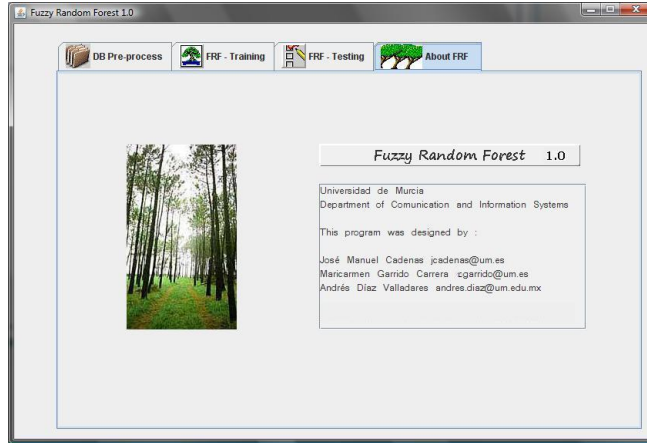 Fuzzy Random Forest 1.0
DB Pre-process FRF - Training FRF - Testing About FRF
Fuzzy Random Forest 1.0
Universidad de Murcia
Department of Comunication and Information Systems
This program was designed by :
José Manuel Cadenas jcadenas@um.es
Maricarmen Garrido Carrera cgarrido@um.es
Andrés Díaz Valladares andres.diaz@um.edu.mx